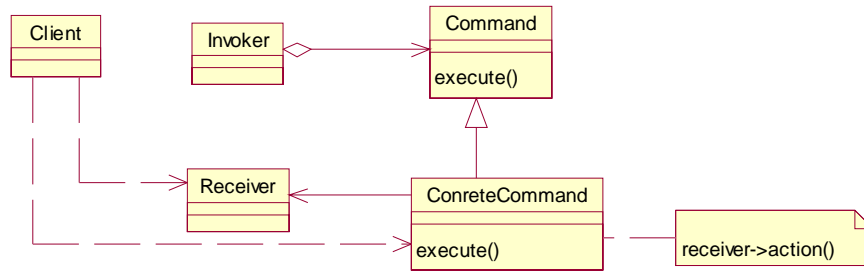 Client
Invoker
Command
execute()
Receiver
ConreteCommand
execute()
receiver->action()